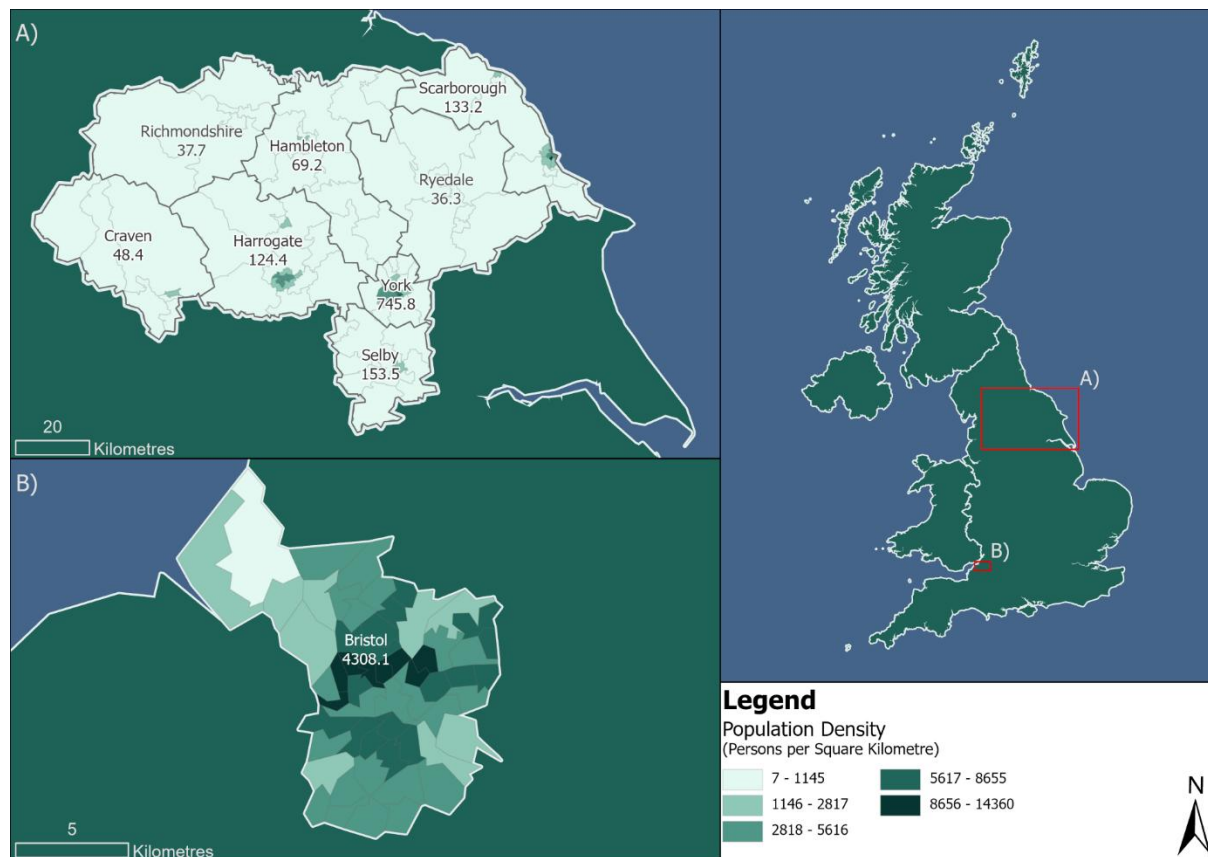 A)
Scarborough
133.2
Richmondshire
37.7
Hambleton
69.2
Ryedale
36.3
Craven
48.4
Harrogate
124.4
York
745.8
Selby
153.5
20
Kilometres
B)
Bristol
4308.1
5
Kilometres
A)
B)
Legend
Population Density
(Persons per Square Kilometre)
7 - 1145
1146 - 2817
2818 - 5616
5617 - 8655
8656 - 14360
N